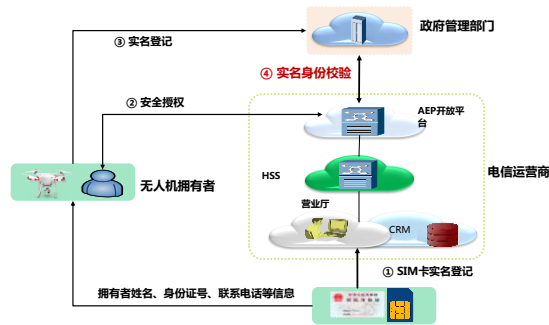 政府管理部门
③ 实名登记
④ 实名身份校验
② 安全授权
AEP开放平
台
HSS
电信运营商
无人机拥有者
营业厅
CRM
① SIM卡实名登记
拥有者姓名、身份证号、联系电话等信息